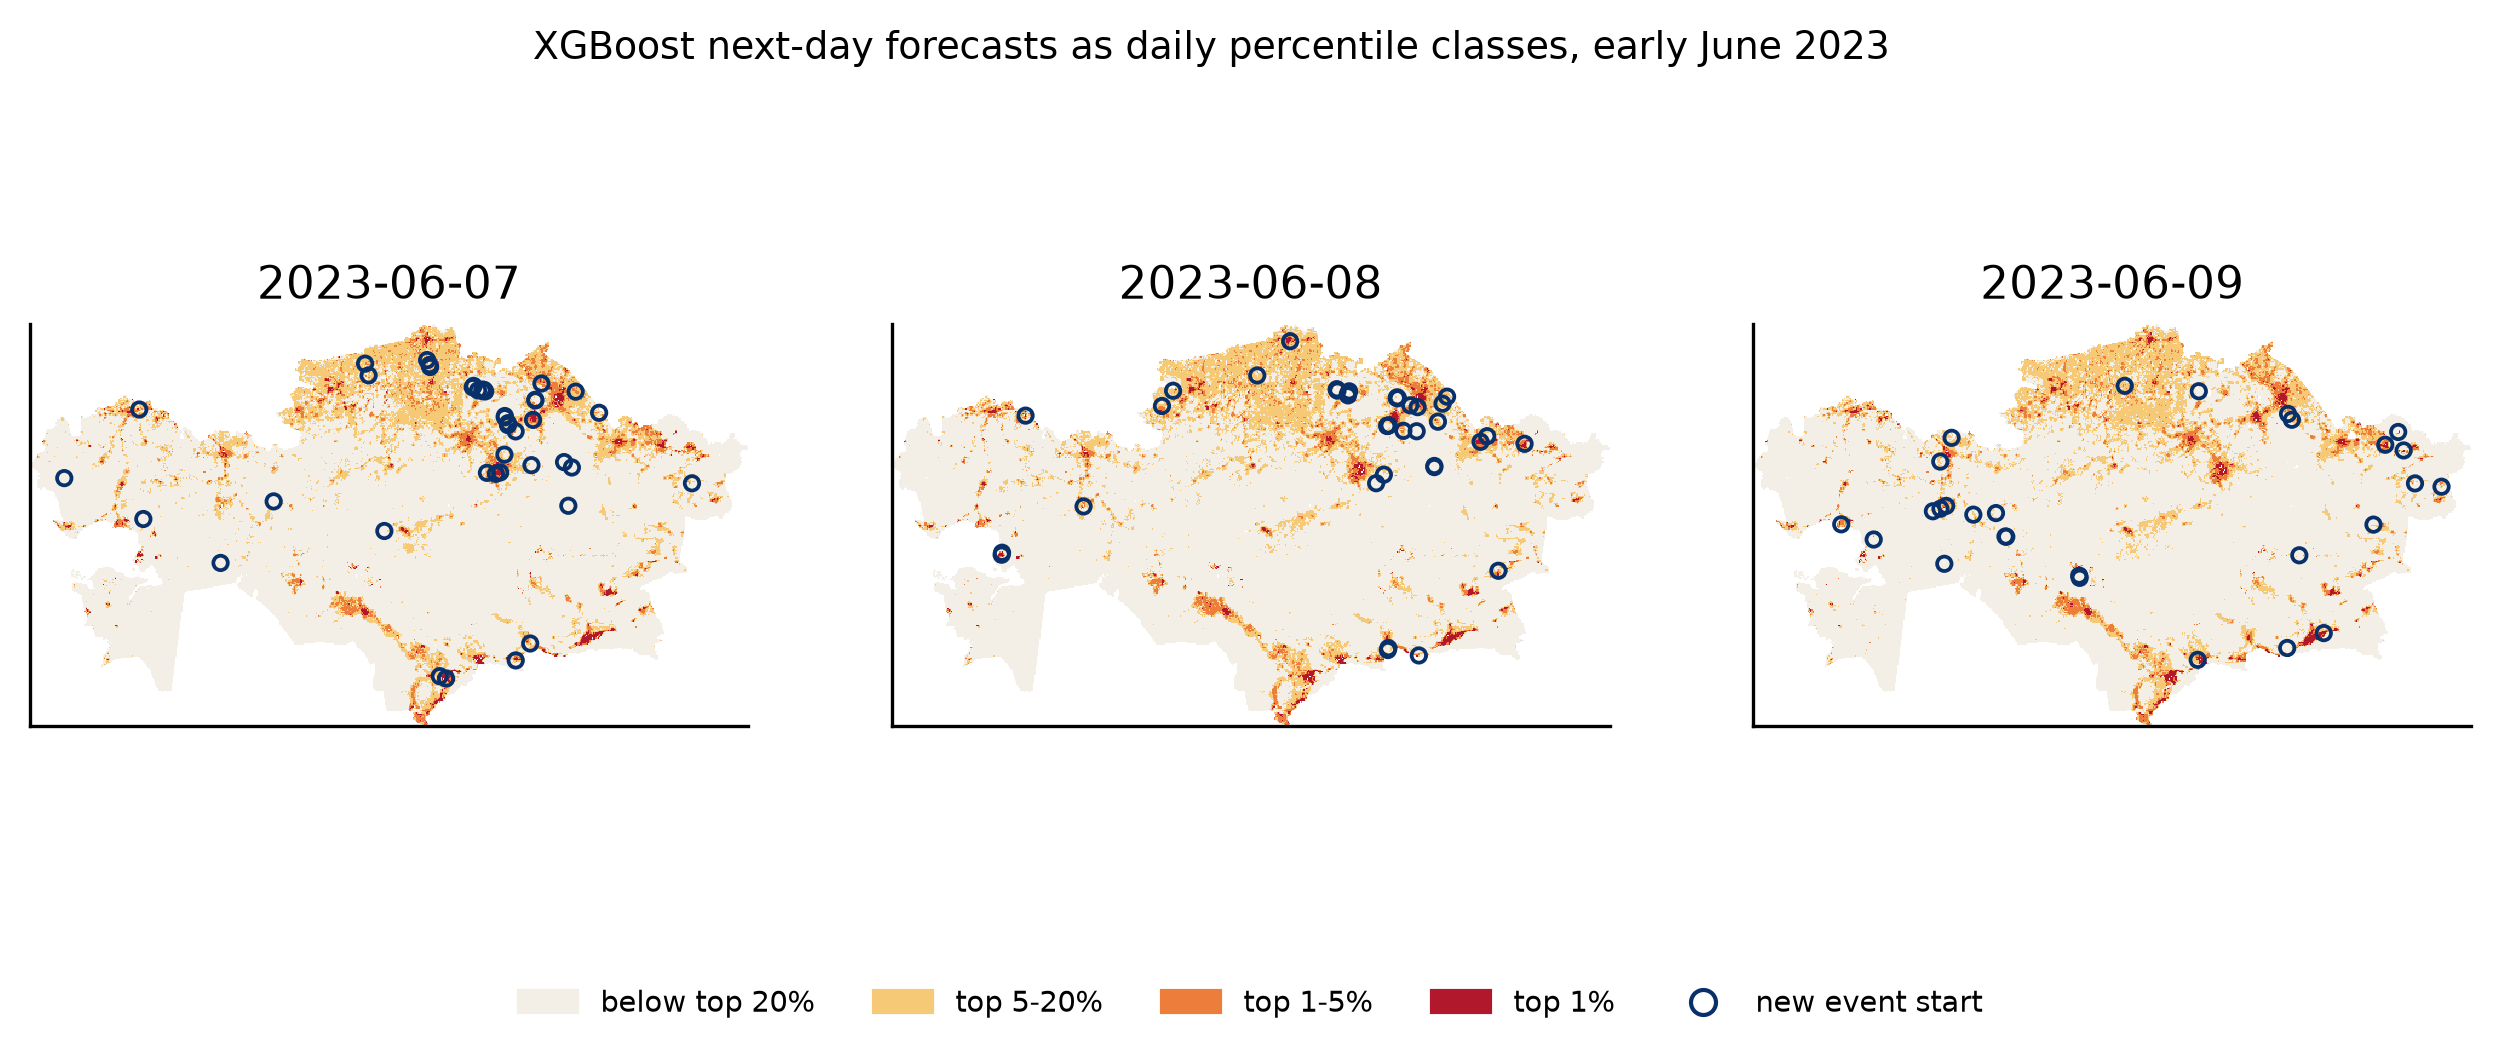 XGBoost next-day forecasts as daily percentile classes, early June 2023
2023-06-07
2023-06-08
2023-06-09
below top 20%
top 5-20%
top 1-5%
top 1%
new event start